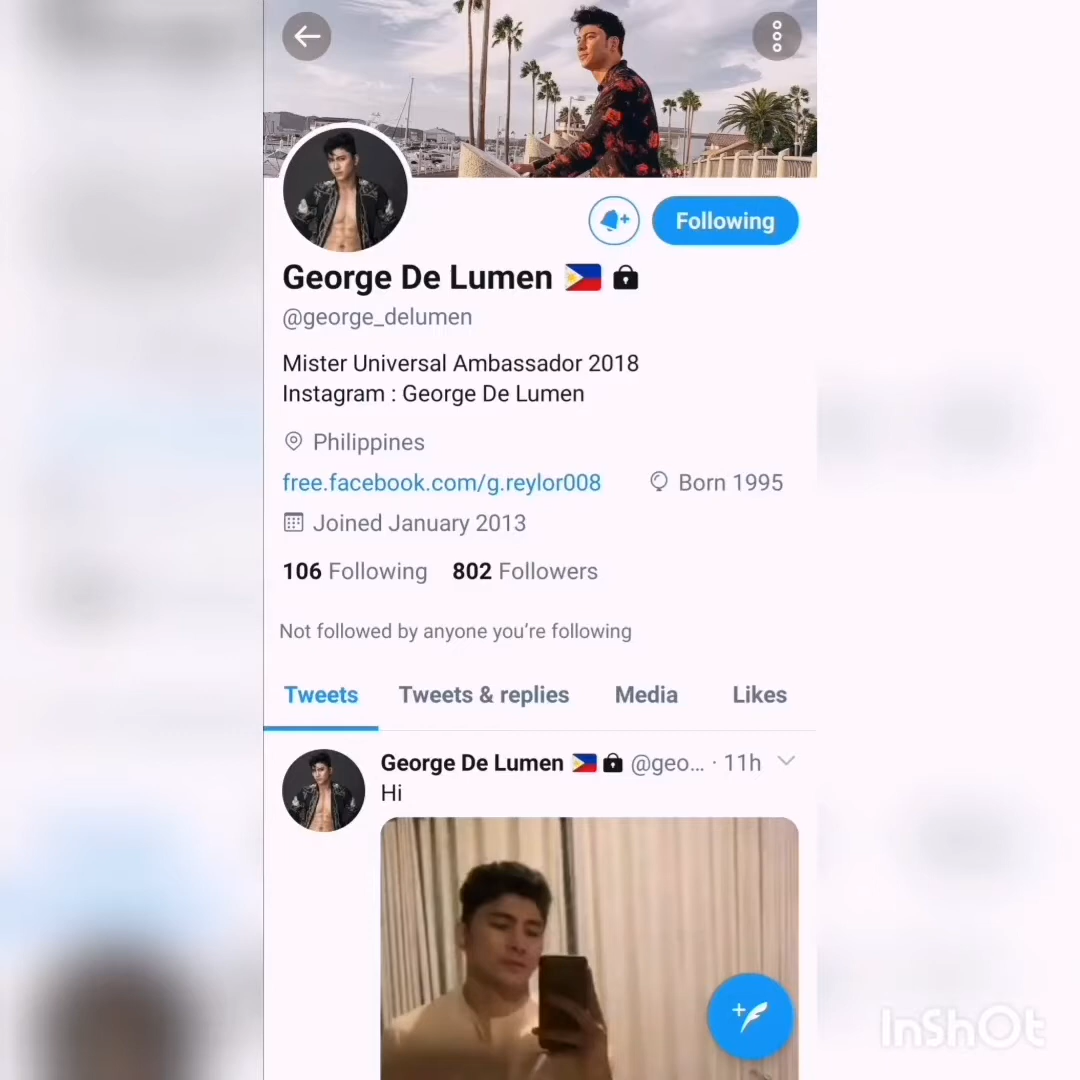 Following
George De Lumen 🇵🇭 🔒
@george_delumen
Mister Universal Ambassador 2018
Instagram : George De Lumen
Philippines
free.facebook.com/g.reylor008 Born 1995
Joined January 2013
106 Following 802 Followers
Not followed by anyone you're following
Tweets Tweets & replies Media Likes
George De Lumen 🇵🇭 🔒 @geo... · 11h
Hi
InShOt